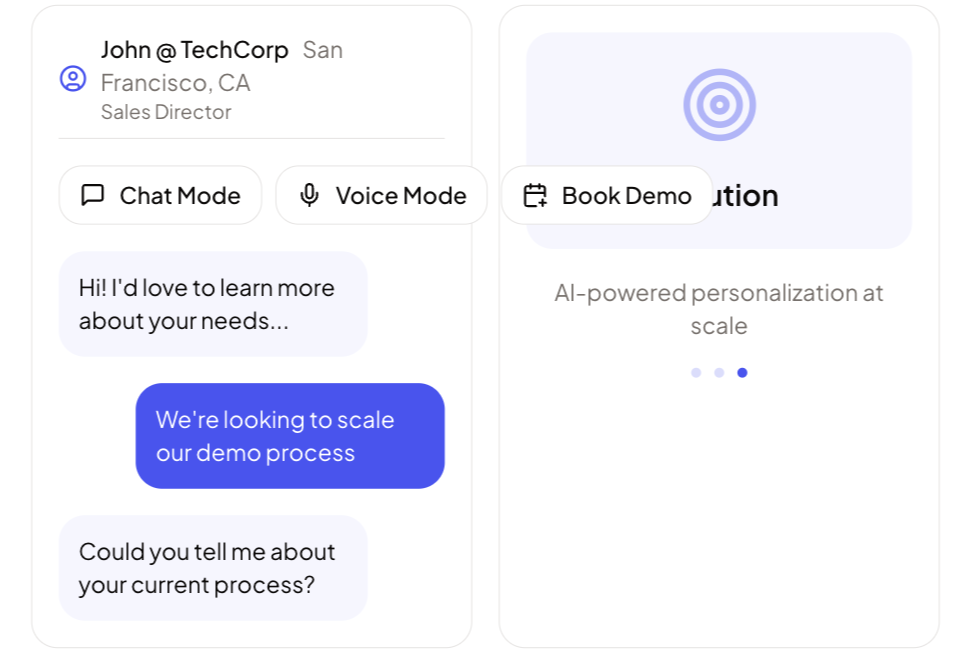 John @ TechCorp San
Francisco, CA
Sales Director
Chat Mode
Voice Mode
Book Demo
ution
Hi! I'd love to learn more
about your needs...
We're looking to scale
our demo process
Could you tell me about
your current process?
AI-powered personalization at
scale